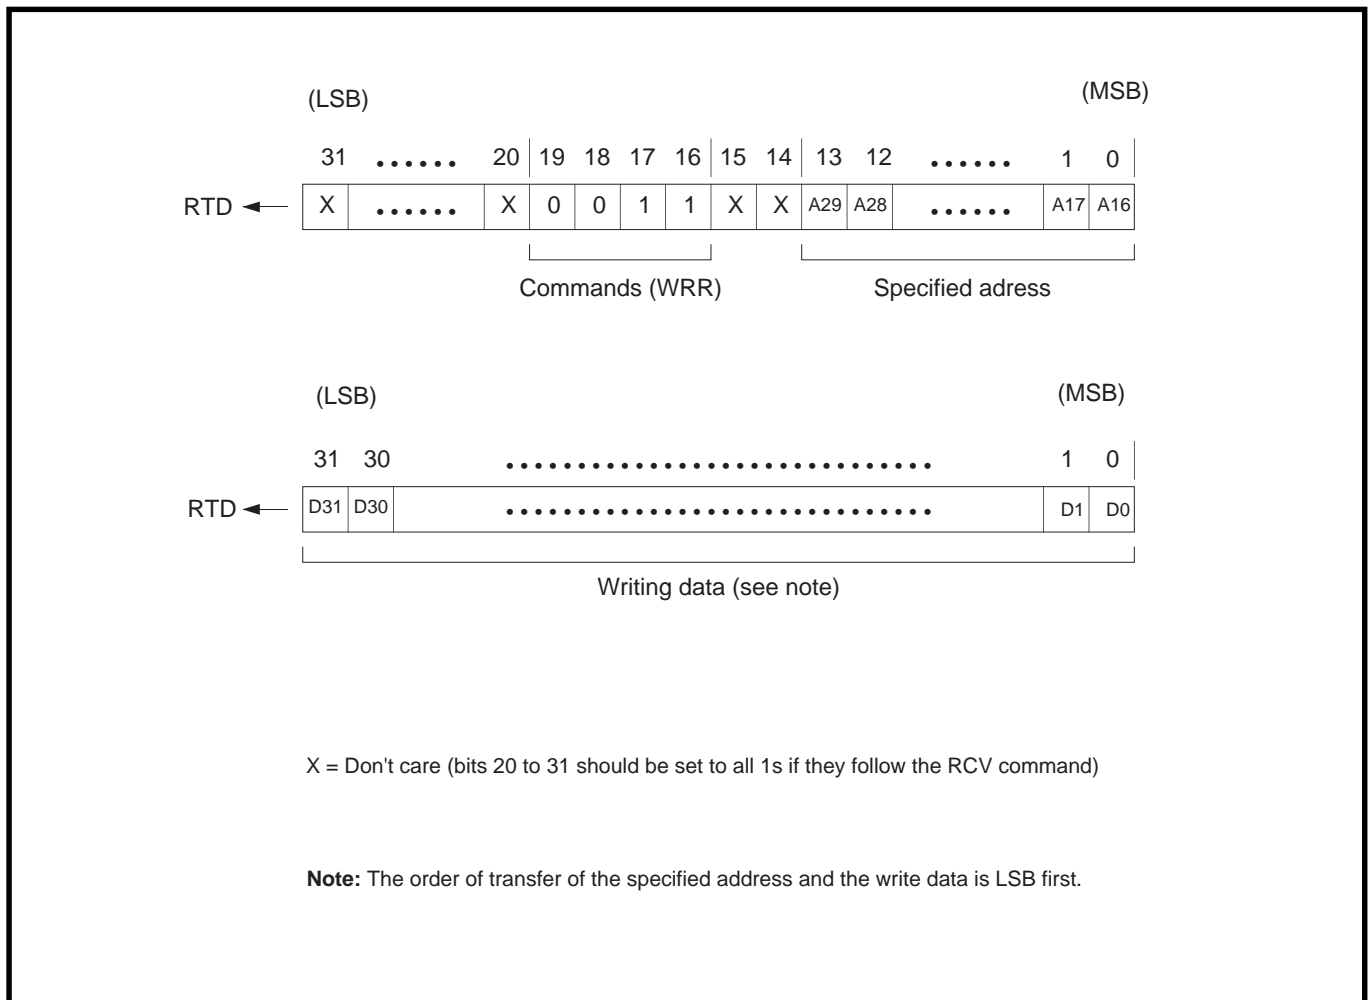 (LSB) (MSB)
31 ...... 20 19 18 17 16 15 14 13 12 ...... 1 0
RTD X ...... X 0 0 1 1 X X A29 A28 ...... A17 A16
Commands (WRR) Specified adress
(LSB) (MSB)
31 30 .............................. 1 0
RTD D31 D30 .............................. D1 D0
Writing data (see note)
X = Don't care (bits 20 to 31 should be set to all 1s if they follow the RCV command)
Note: The order of transfer of the specified address and the write data is LSB first.